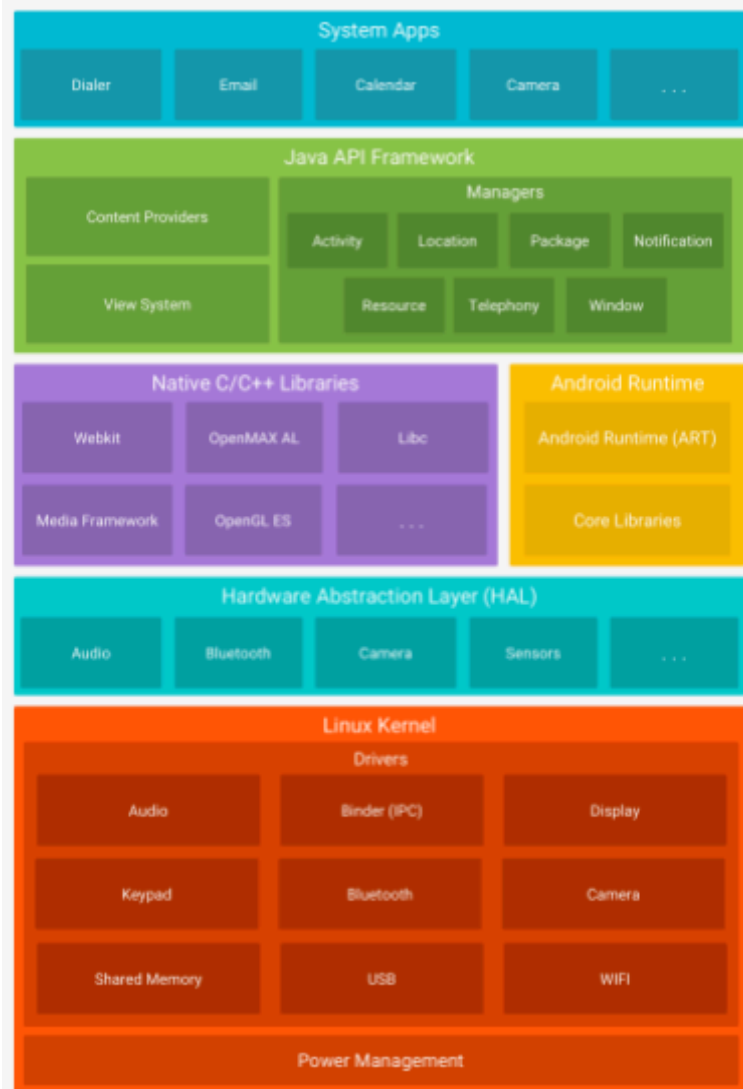 System Apps
Dialer Email Calendar Camera . . .
Java API Framework
Content Providers
View System
Managers
Activity Location Package Notification
Resource Telephony Window
Native C/C++ Libraries
Webkit OpenMAX AL Libc
Media Framework OpenGL ES . . .
Android Runtime
Android Runtime (ART)
Core Libraries
Hardware Abstraction Layer (HAL)
Audio Bluetooth Camera Sensors . . .
Linux Kernel
Drivers
Audio Binder (IPC) Display
Keypad Bluetooth Camera
Shared Memory USB WIFI
Power Management